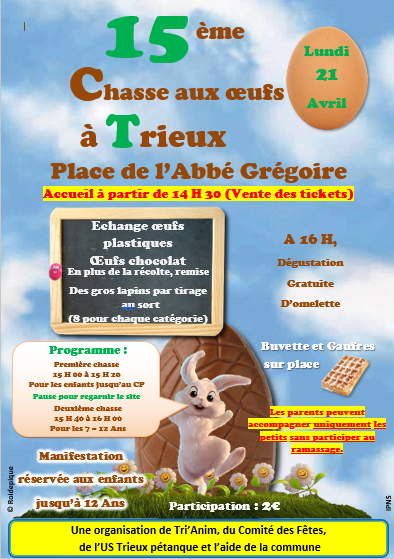 15 ème
Lundi
21
Avril
Chasse aux œufs
à Trieux
Place de l'Abbé Grégoire
Accueil à partir de 14 H 30 (Vente des tickets)
Echange œufs
plastiques
Œufs chocolat
En plus de la récolte, remise
Des gros lapins par tirage
au sort
(8 pour chaque catégorie)
A 16 H,
Dégustation
Gratuite
D'omelette
Programme :
Première chasse
15 H 00 à 15 H 20
Pour les enfants jusqu'au CP
Pause pour regarnir le site
Deuxième chasse
15 H 40 à 16 H 00
Pour les 7 – 12 Ans
Buvette et Gaufres
sur place
Les parents peuvent
accompagner uniquement les
petits sans participer au
ramassage.
Manifestation
réservée aux enfants
jusqu'à 12 Ans
Participation : 2€
© Roidepique
IPNS
Une organisation de Tri'Anim, du Comité des Fêtes,
de l'US Trieux pétanque et l'aide de la commune